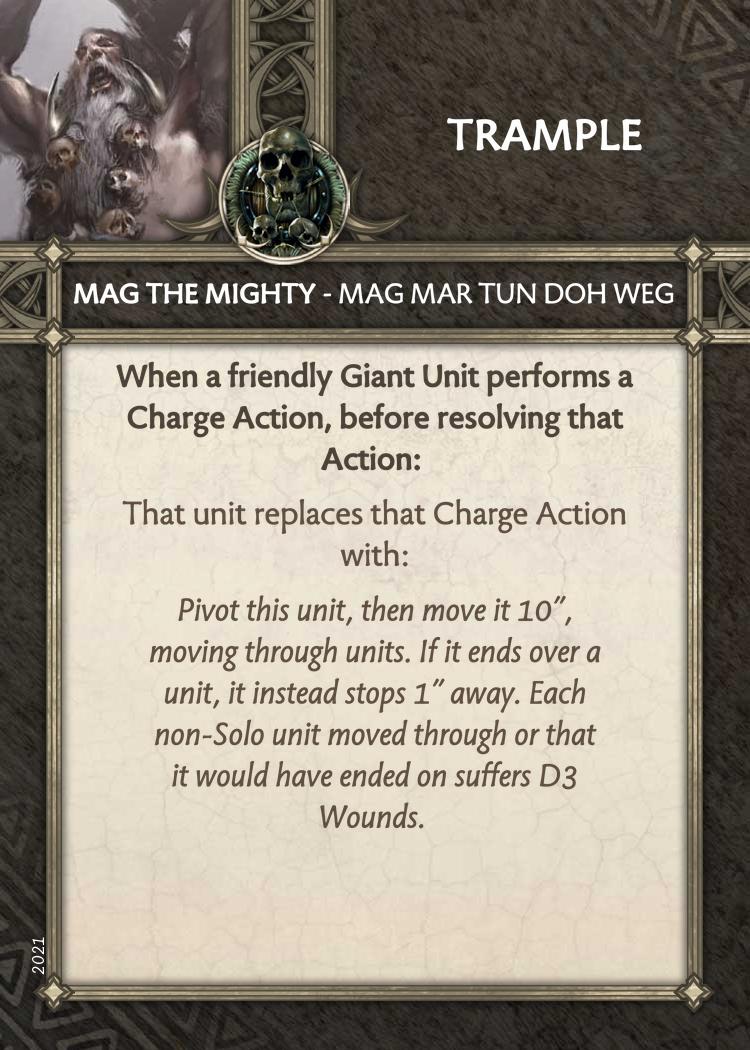 TRAMPLE
MAG THE MIGHTY - MAG MAR TUN DOH WEG
When a friendly Giant Unit performs a
Charge Action, before resolving that
Action:
That unit replaces that Charge Action
with:
Pivot this unit, then move it 10″,
moving through units. If it ends over a
unit, it instead stops 1″ away. Each
non-Solo unit moved through or that
it would have ended on suffers D3
Wounds.
2021